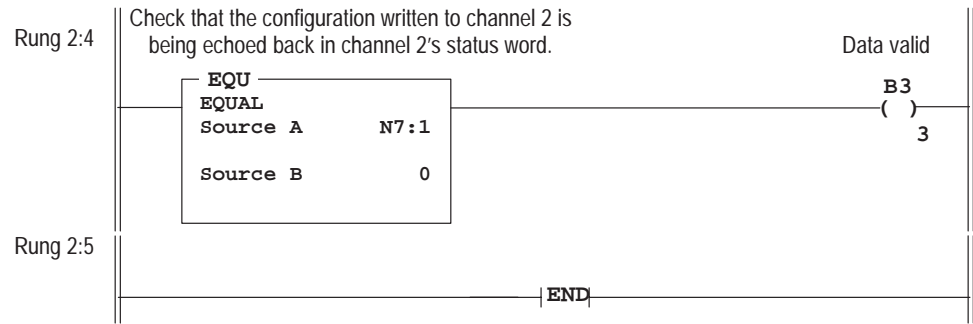 Rung 2:4
Check that the configuration written to channel 2 is
being echoed back in channel 2's status word.
Data valid
EQU
EQUAL
Source A N7:1
Source B 0
B3
( )
3
Rung 2:5
END